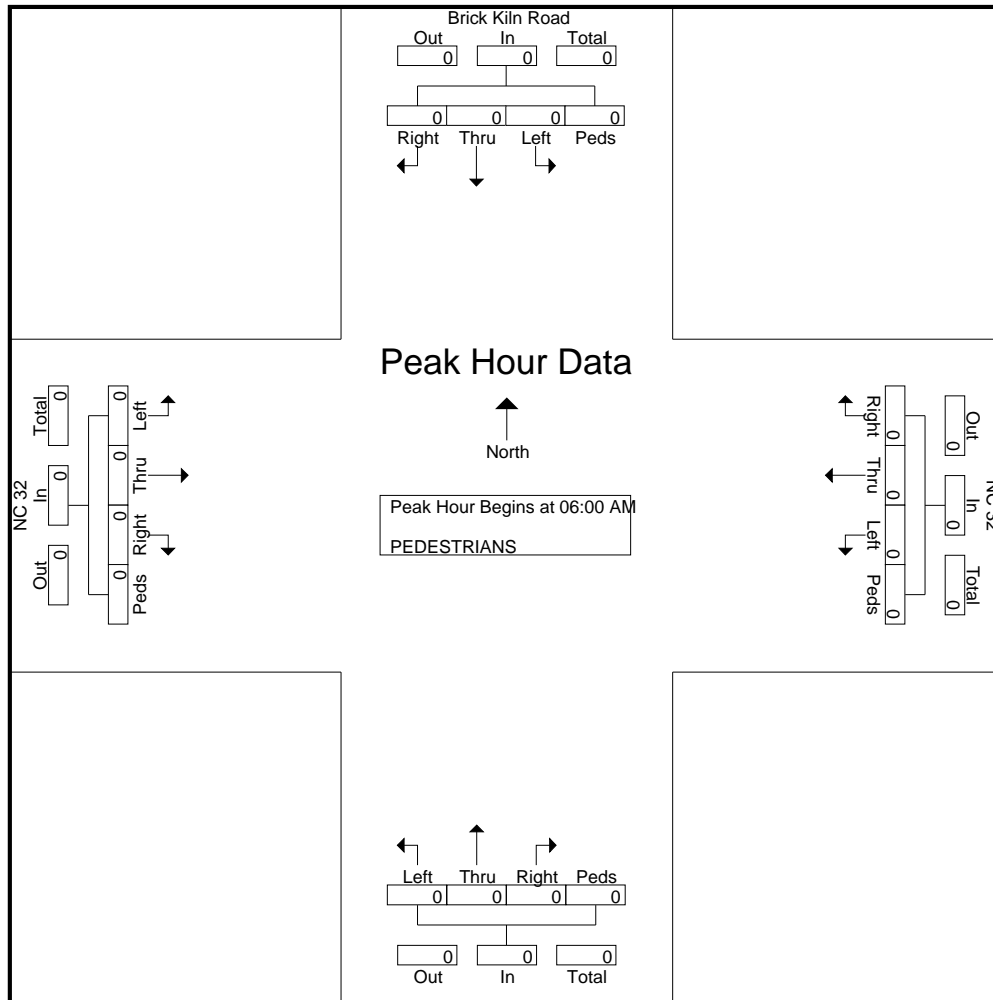 Brick Kiln Road
Out In Total
0 0 0
0 0 0 0
Right Thru Left Peds
Peak Hour Data
North
Peak Hour Begins at 06:00 AM
PEDESTRIANS
NC 32
Total In Out
0 0 0
0 0 0 0
Left Thru Right Peds
Right Thru Left Peds
0 0 0 0
0 0 0
Out In Total
NC 32
Left Thru Right Peds
0 0 0 0
0 0 0
Out In Total